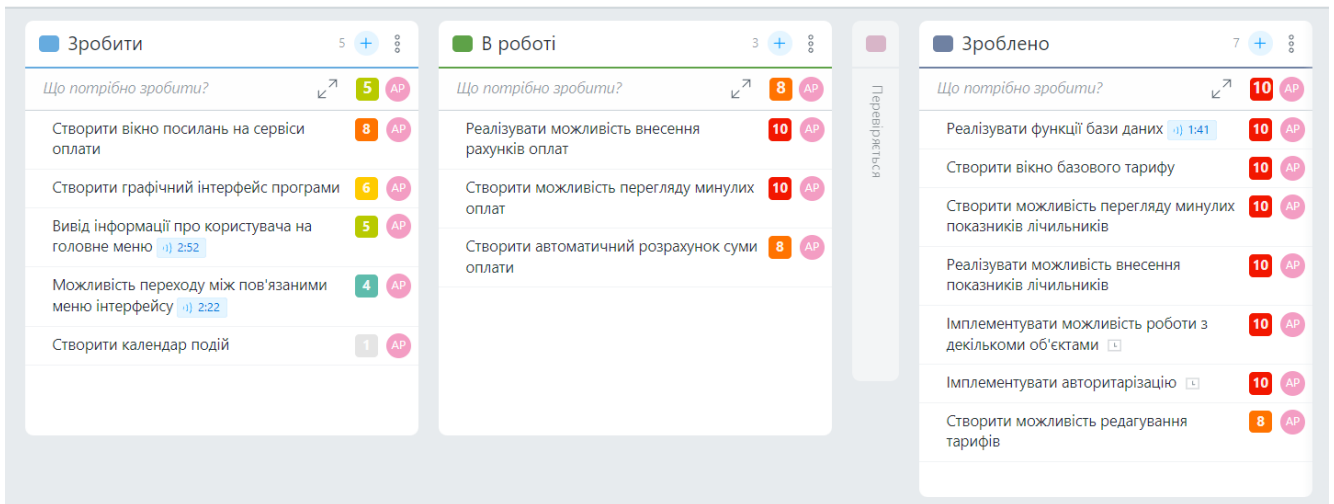 Зробити 5 +
Що потрібно зробити? 5 AP
Створити вікно посилань на сервіси
оплати 8 AP
Створити графічний інтерфейс програми 6 AP
Вивід інформації про користувача на
головне меню 2:52 5 AP
Можливість переходу між пов'язаними
меню інтерфейсу 2:22 4 AP
Створити календар подій 1 AP
В роботі 3 +
Що потрібно зробити? 8 AP
Реалізувати можливість внесення
рахунків оплат 10 AP
Створити можливість перегляду минулих
оплат 10 AP
Створити автоматичний розрахунок суми
оплати 8 AP
Перевіряється
Зроблено 7 +
Що потрібно зробити? 10 AP
Реалізувати функції бази даних 1:41 10 AP
Створити вікно базового тарифу 10 AP
Створити можливість перегляду минулих
показників лічильників 10 AP
Реалізувати можливість внесення
показників лічильників 10 AP
Імплементувати можливість роботи з
декількоми об'єктами 10 AP
Імплементувати авторитарізацію 10 AP
Створити можливість редагування
тарифів 8 AP